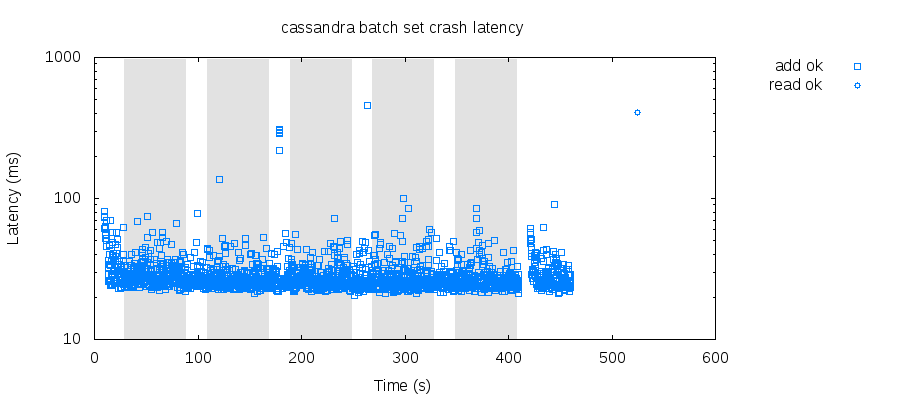 cassandra batch set crash latency
1000
100
10
Latency (ms)
0 100 200 300 400 500 600
Time (s)
add ok
read ok